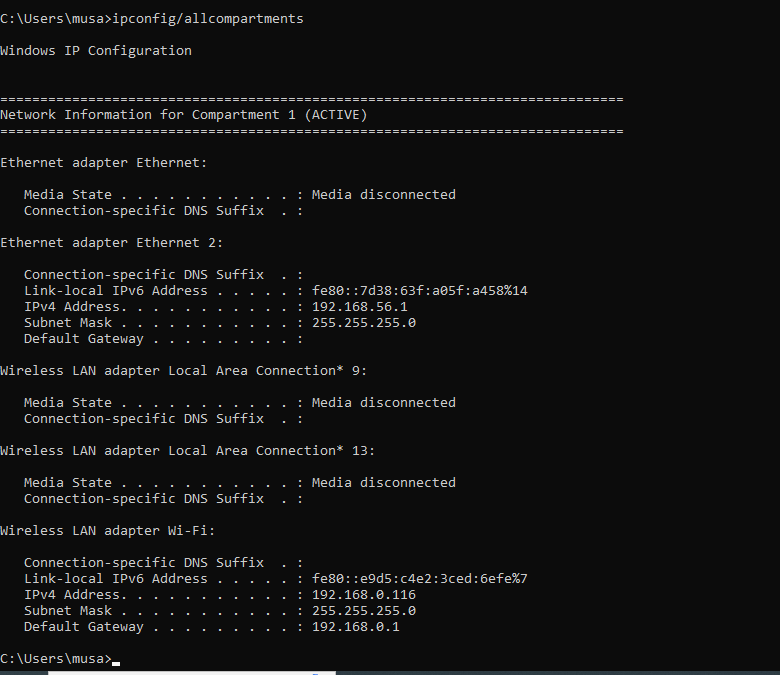 C:\Users\musa>ipconfig/allcompartments
Windows IP Configuration
==============================================================================
Network Information for Compartment 1 (ACTIVE)
==============================================================================
Ethernet adapter Ethernet:
Media State . . . . . . . . . . . : Media disconnected
Connection-specific DNS Suffix  . :
Ethernet adapter Ethernet 2:
Connection-specific DNS Suffix  . :
Link-local IPv6 Address . . . . . : fe80::7d38:63f:a05f:a458%14
IPv4 Address. . . . . . . . . . . : 192.168.56.1
Subnet Mask . . . . . . . . . . . : 255.255.255.0
Default Gateway . . . . . . . . . :
Wireless LAN adapter Local Area Connection* 9:
Media State . . . . . . . . . . . : Media disconnected
Connection-specific DNS Suffix  . :
Wireless LAN adapter Local Area Connection* 13:
Media State . . . . . . . . . . . : Media disconnected
Connection-specific DNS Suffix  . :
Wireless LAN adapter Wi-Fi:
Connection-specific DNS Suffix  . :
Link-local IPv6 Address . . . . . : fe80::e9d5:c4e2:3ced:6efe%7
IPv4 Address. . . . . . . . . . . : 192.168.0.116
Subnet Mask . . . . . . . . . . . : 255.255.255.0
Default Gateway . . . . . . . . . : 192.168.0.1
C:\Users\musa>